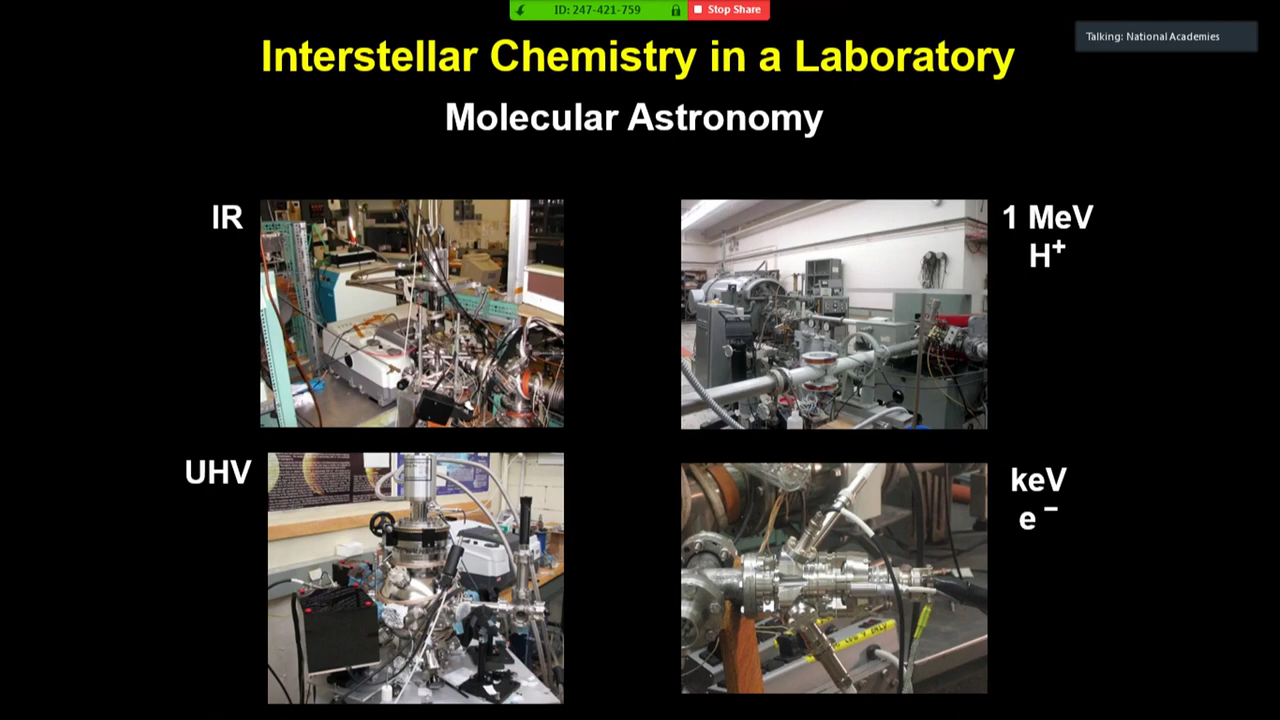 ID: 247-421-759
Stop Share
Talking: National Academies
Interstellar Chemistry in a Laboratory
Molecular Astronomy
IR
1 MeV
H⁺
UHV
keV
e⁻